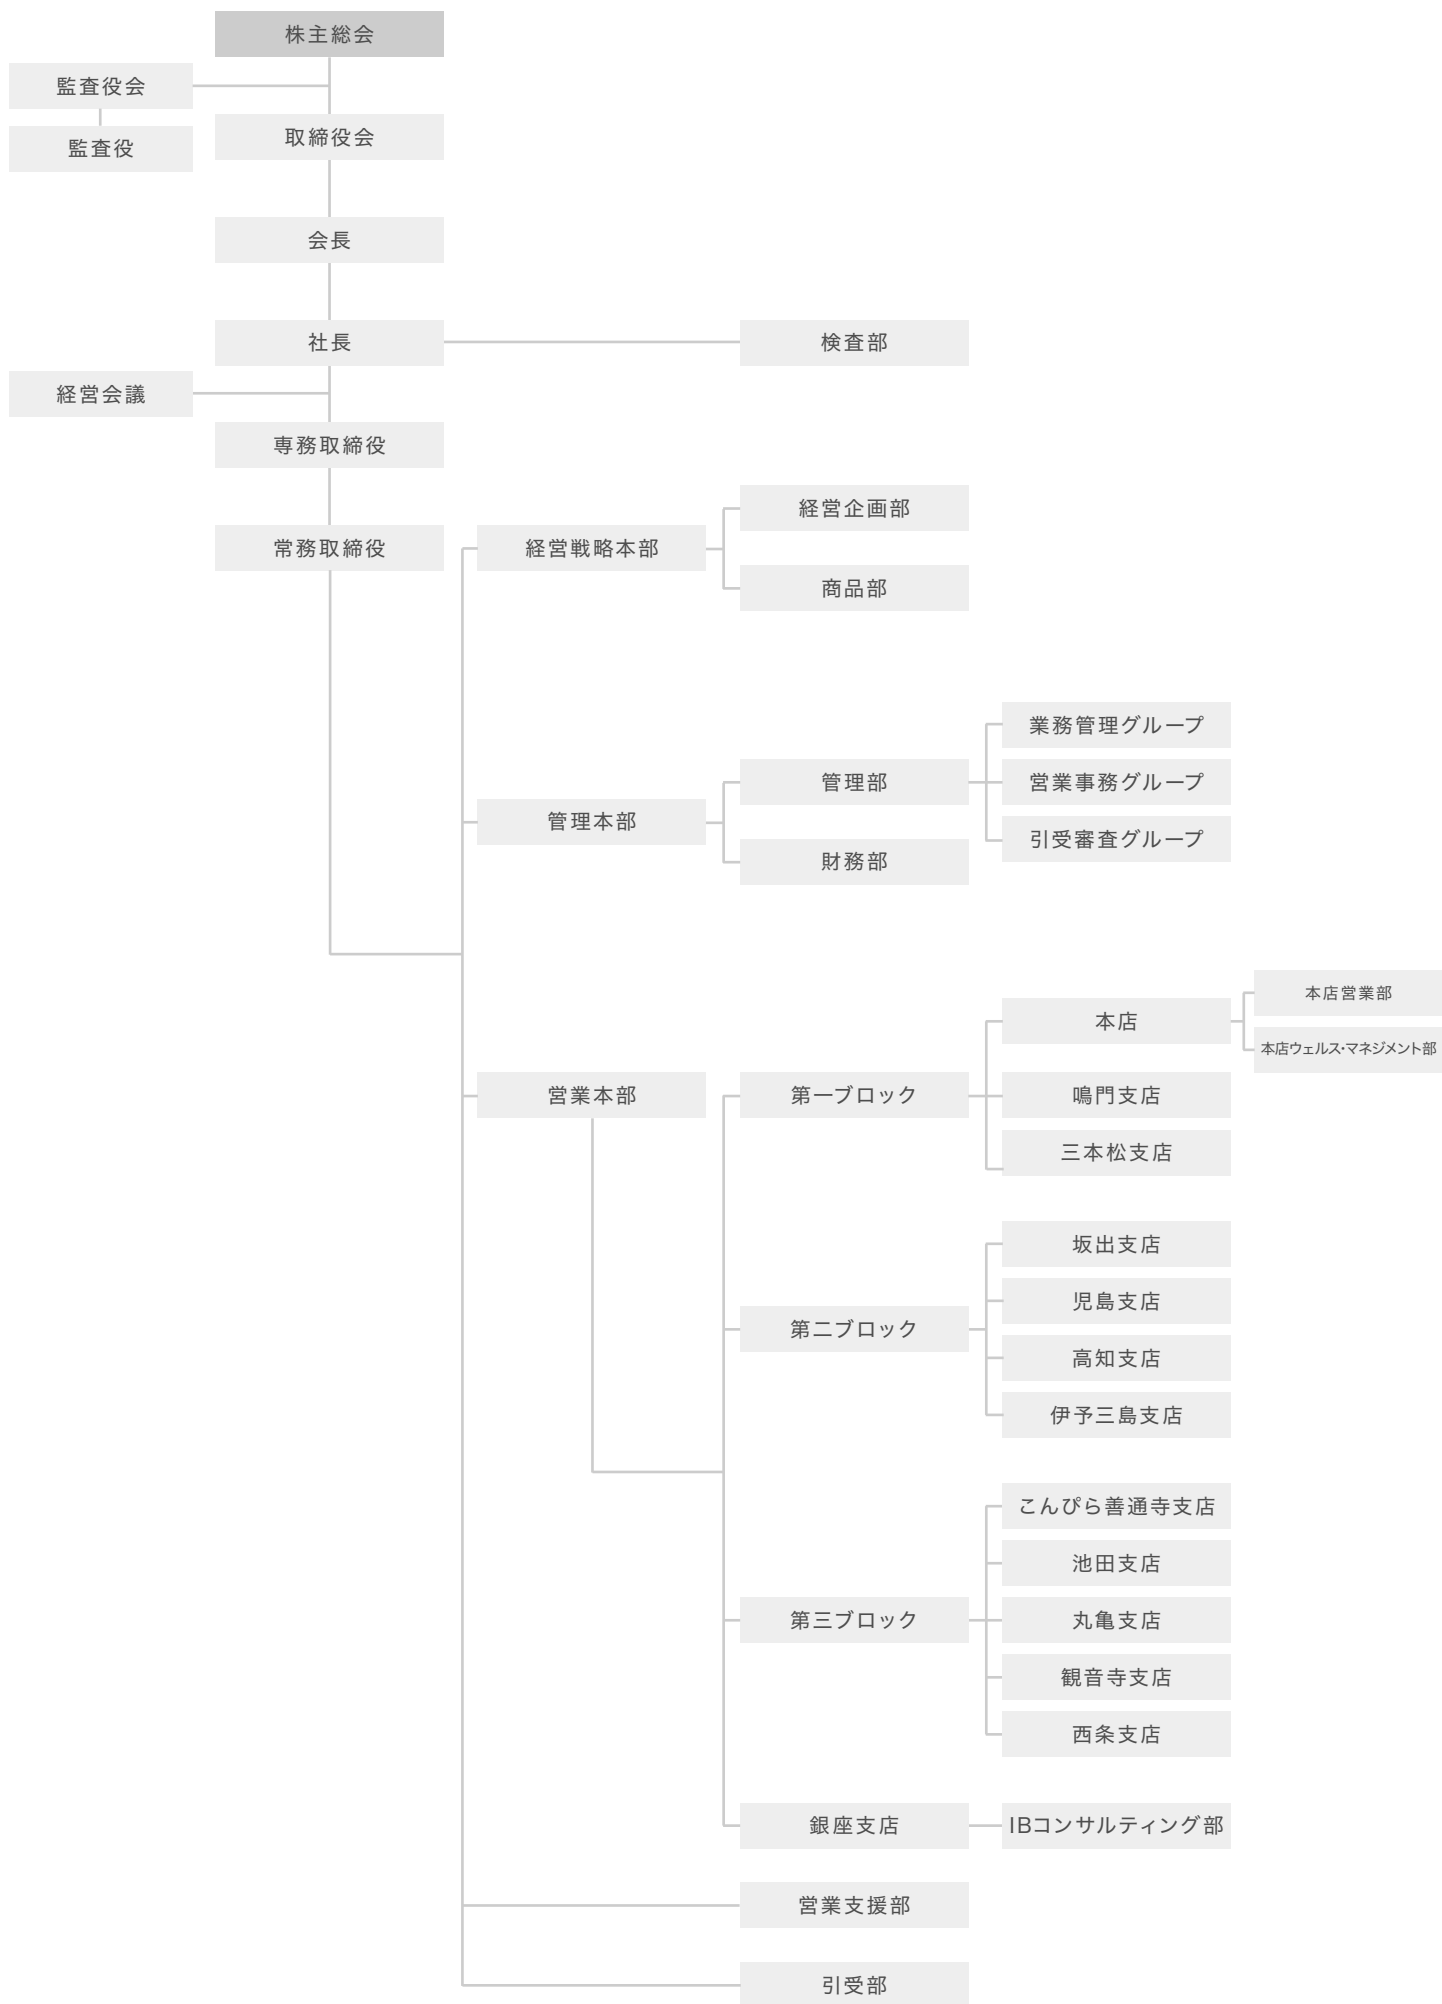 株主総会
監査役会
取締役会
監査役
会長
社長
検査部
経営会議
専務取締役
常務取締役
経営戦略本部
経営企画部
商品部
管理本部
管理部
業務管理グループ
営業事務グループ
引受審査グループ
財務部
営業本部
第一ブロック
本店
本店営業部
本店ウェルス・マネジメント部
鳴門支店
三本松支店
第二ブロック
坂出支店
児島支店
高知支店
伊予三島支店
第三ブロック
こんぴら善通寺支店
池田支店
丸亀支店
観音寺支店
西条支店
銀座支店
IBコンサルティング部
営業支援部
引受部